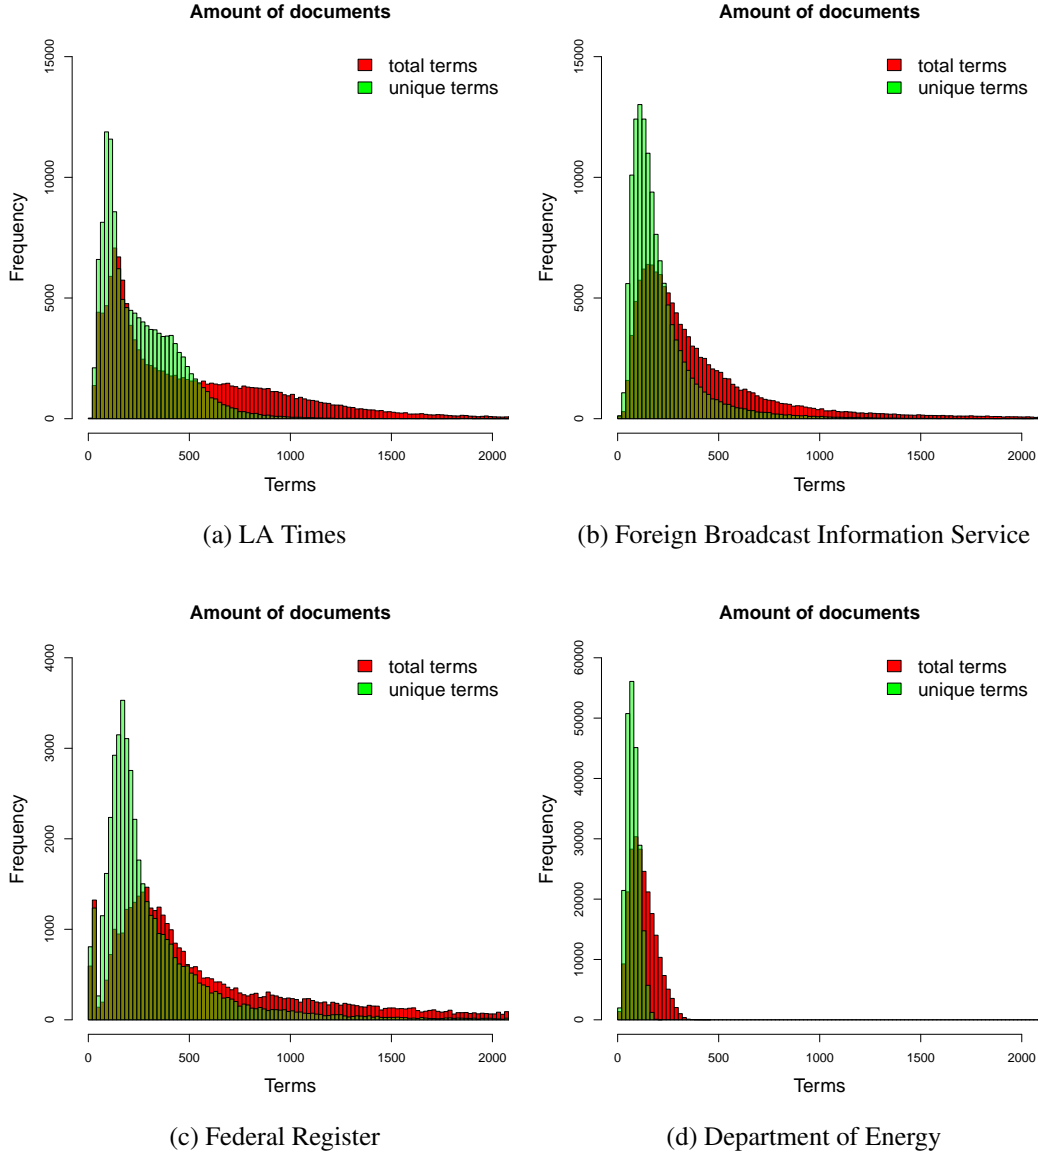 Amount of documents
total terms
unique terms
Frequency
0
5000
10000
15000
0
500
1000
1500
2000
Terms
(a) LA Times
Amount of documents
total terms
unique terms
Frequency
0
5000
10000
15000
0
500
1000
1500
2000
Terms
(b) Foreign Broadcast Information Service
Amount of documents
total terms
unique terms
Frequency
0
1000
2000
3000
4000
0
500
1000
1500
2000
Terms
(c) Federal Register
Amount of documents
total terms
unique terms
Frequency
0
10000
20000
30000
40000
50000
60000
0
500
1000
1500
2000
Terms
(d) Department of Energy